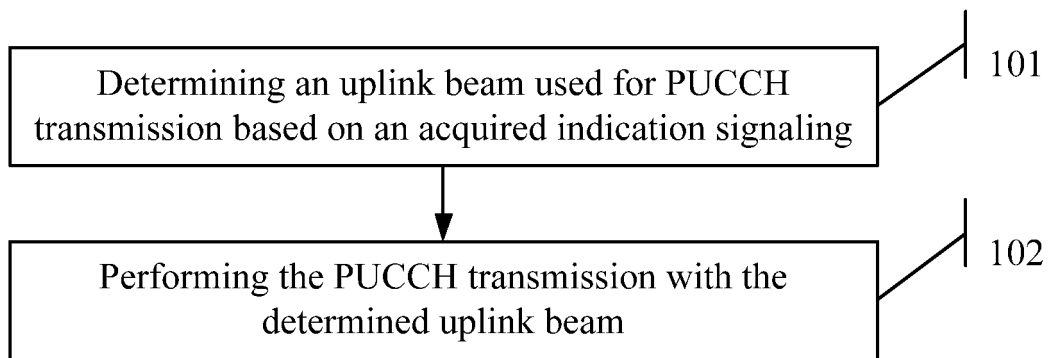 Determining an uplink beam used for PUCCH
transmission based on an acquired indication signaling
101
Performing the PUCCH transmission with the
determined uplink beam
102